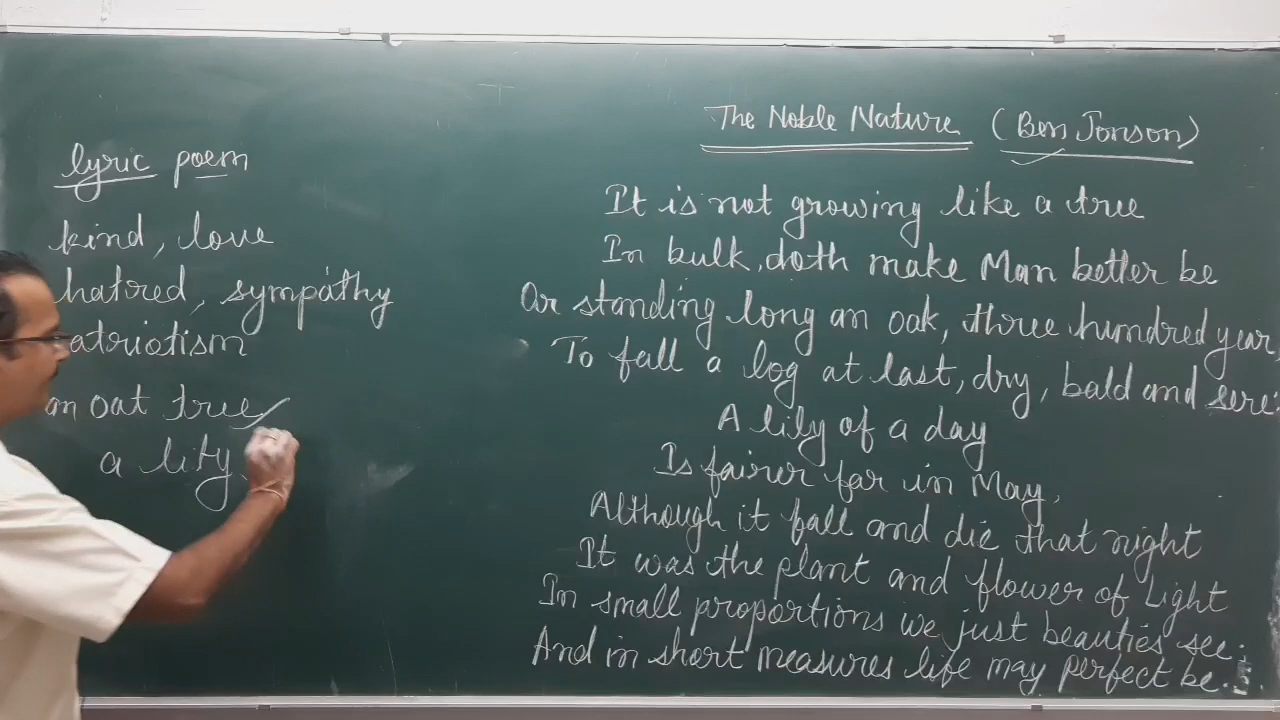 lyric poem
kind, love
hatred, sympathy
atriotism
an oat tree
a lity
The Noble Nature (Ben Jonson)
It is not growing like a tree
In bulk, doth make Man better be
Or standing long an oak, three hundred year,
To fall a log at last, dry, bald and sere:
A lily of a day
Is fairer far in May,
Although it fall and die that night
It was the plant and flower of Light
In small proportions we just beauties see:
And in short measures life may perfect be.